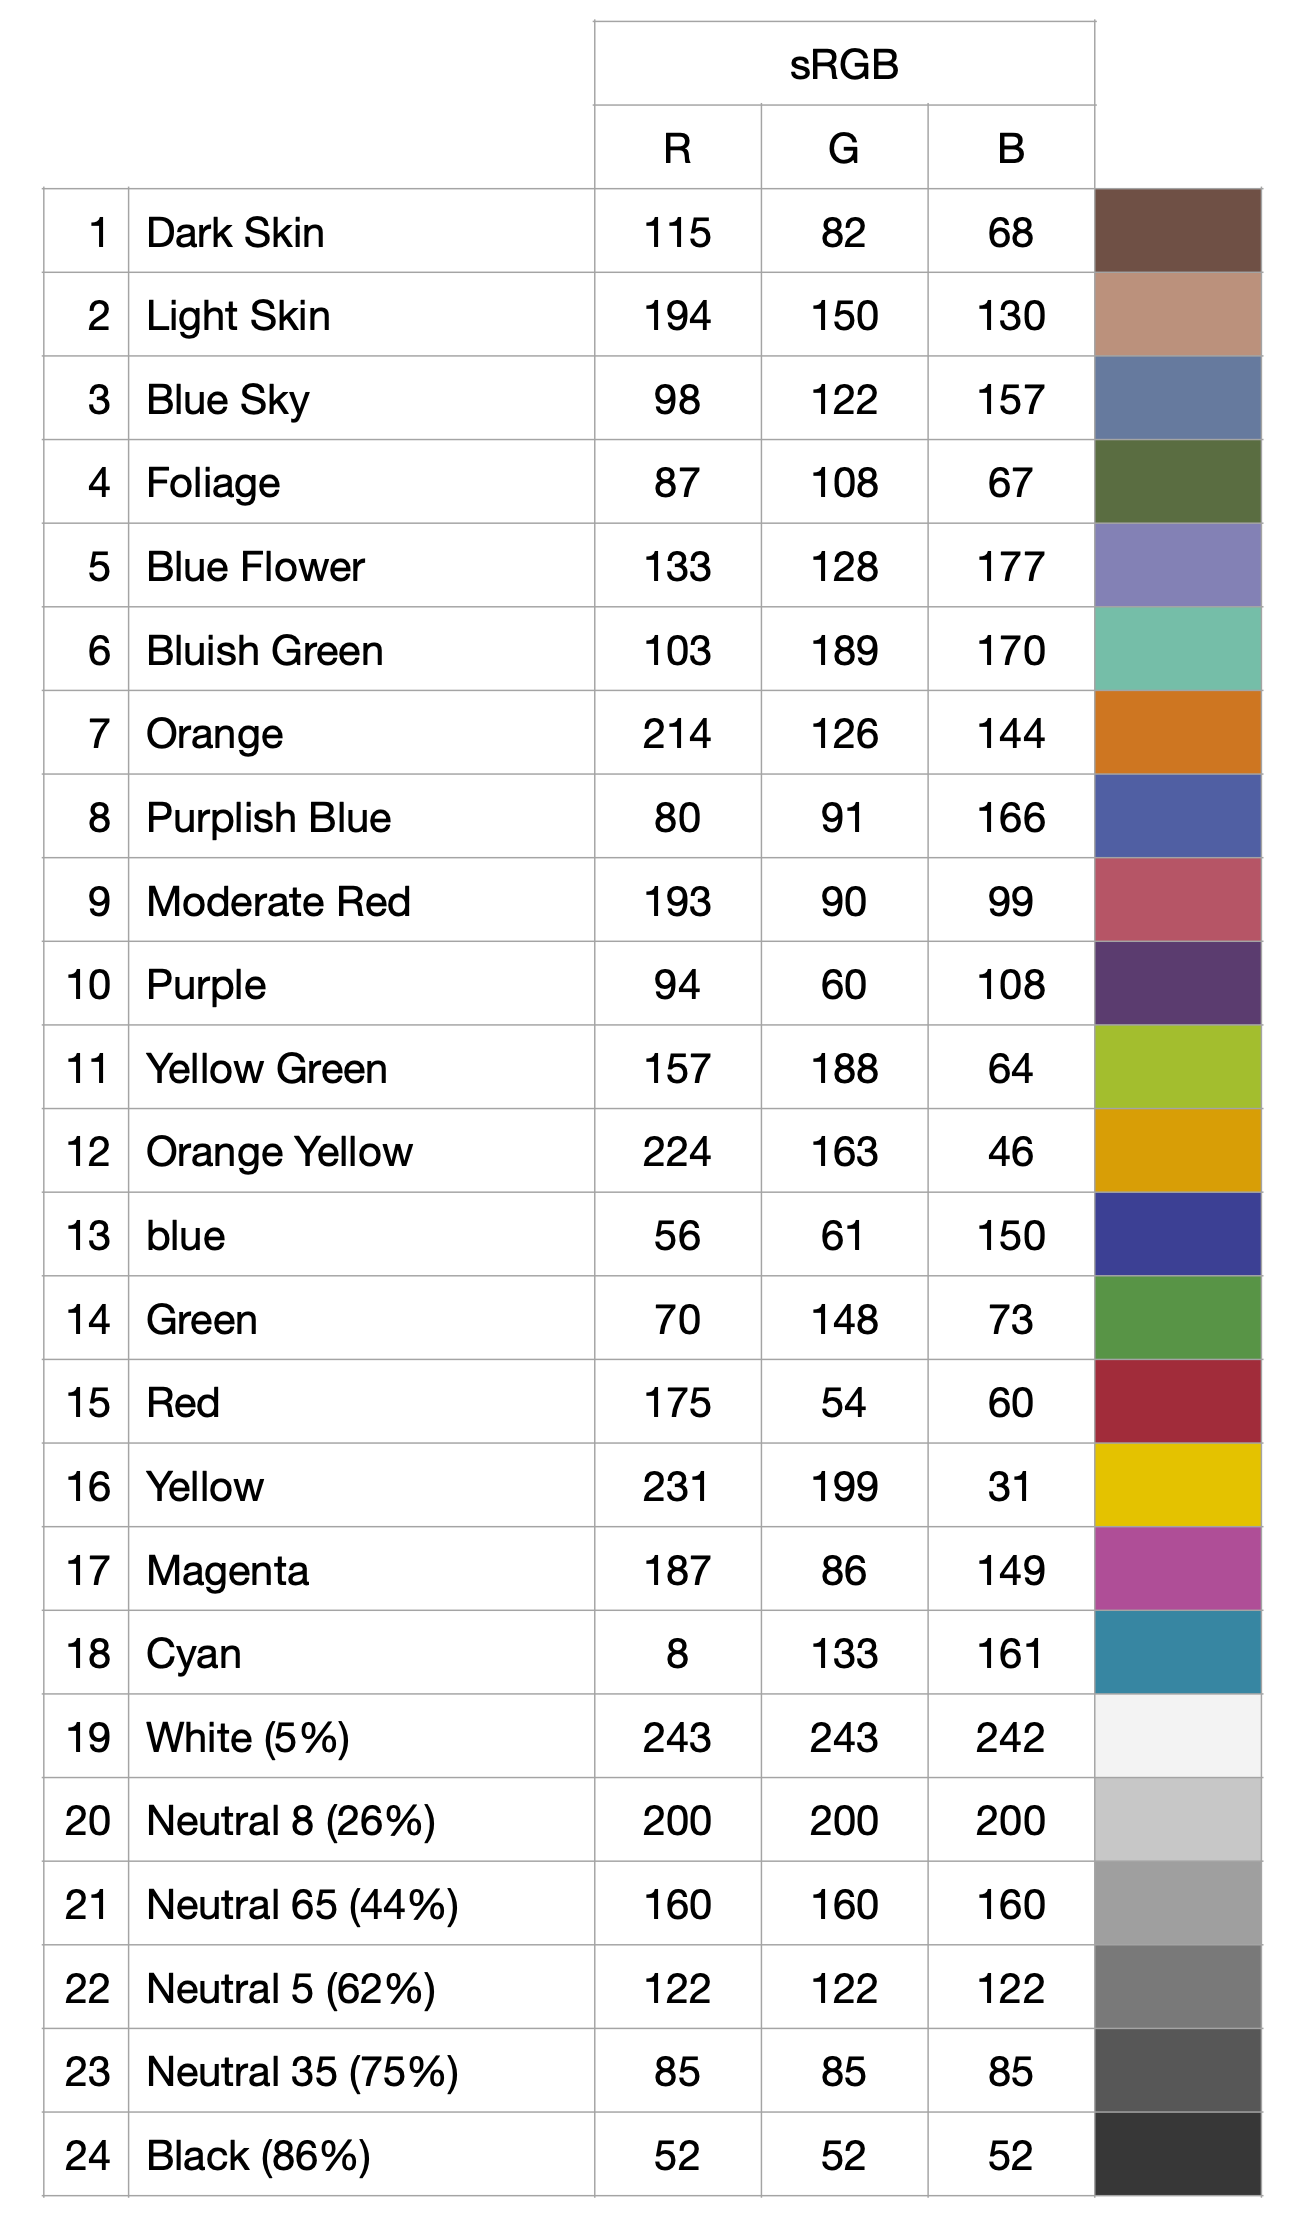 sRGB
R G B
1 Dark Skin 115 82 68
2 Light Skin 194 150 130
3 Blue Sky 98 122 157
4 Foliage 87 108 67
5 Blue Flower 133 128 177
6 Bluish Green 103 189 170
7 Orange 214 126 144
8 Purplish Blue 80 91 166
9 Moderate Red 193 90 99
10 Purple 94 60 108
11 Yellow Green 157 188 64
12 Orange Yellow 224 163 46
13 blue 56 61 150
14 Green 70 148 73
15 Red 175 54 60
16 Yellow 231 199 31
17 Magenta 187 86 149
18 Cyan 8 133 161
19 White (5%) 243 243 242
20 Neutral 8 (26%) 200 200 200
21 Neutral 65 (44%) 160 160 160
22 Neutral 5 (62%) 122 122 122
23 Neutral 35 (75%) 85 85 85
24 Black (86%) 52 52 52